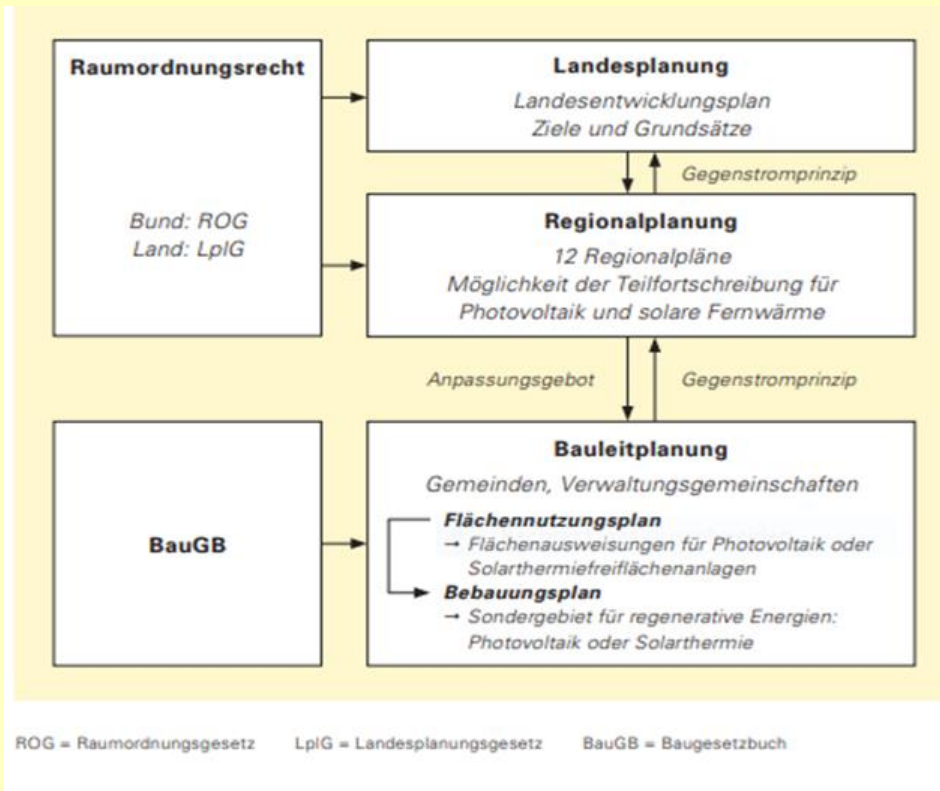 Raumordnungsrecht
Bund: ROG
Land: LplG
Landesplanung
Landesentwicklungsplan
Ziele und Grundsätze
Gegenstromprinzip
Regionalplanung
12 Regionalpläne
Möglichkeit der Teilfortschreibung für
Photovoltaik und solare Fernwärme
Anpassungsgebot
Gegenstromprinzip
BauGB
Bauleitplanung
Gemeinden, Verwaltungsgemeinschaften
Flächennutzungsplan
→ Flächenausweisungen für Photovoltaik oder
Solarthermiefreiflächenanlagen
Bebauungsplan
→ Sondergebiet für regenerative Energien:
Photovoltaik oder Solarthermie
ROG = Raumordnungsgesetz LplG = Landesplanungsgesetz BauGB = Baugesetzbuch